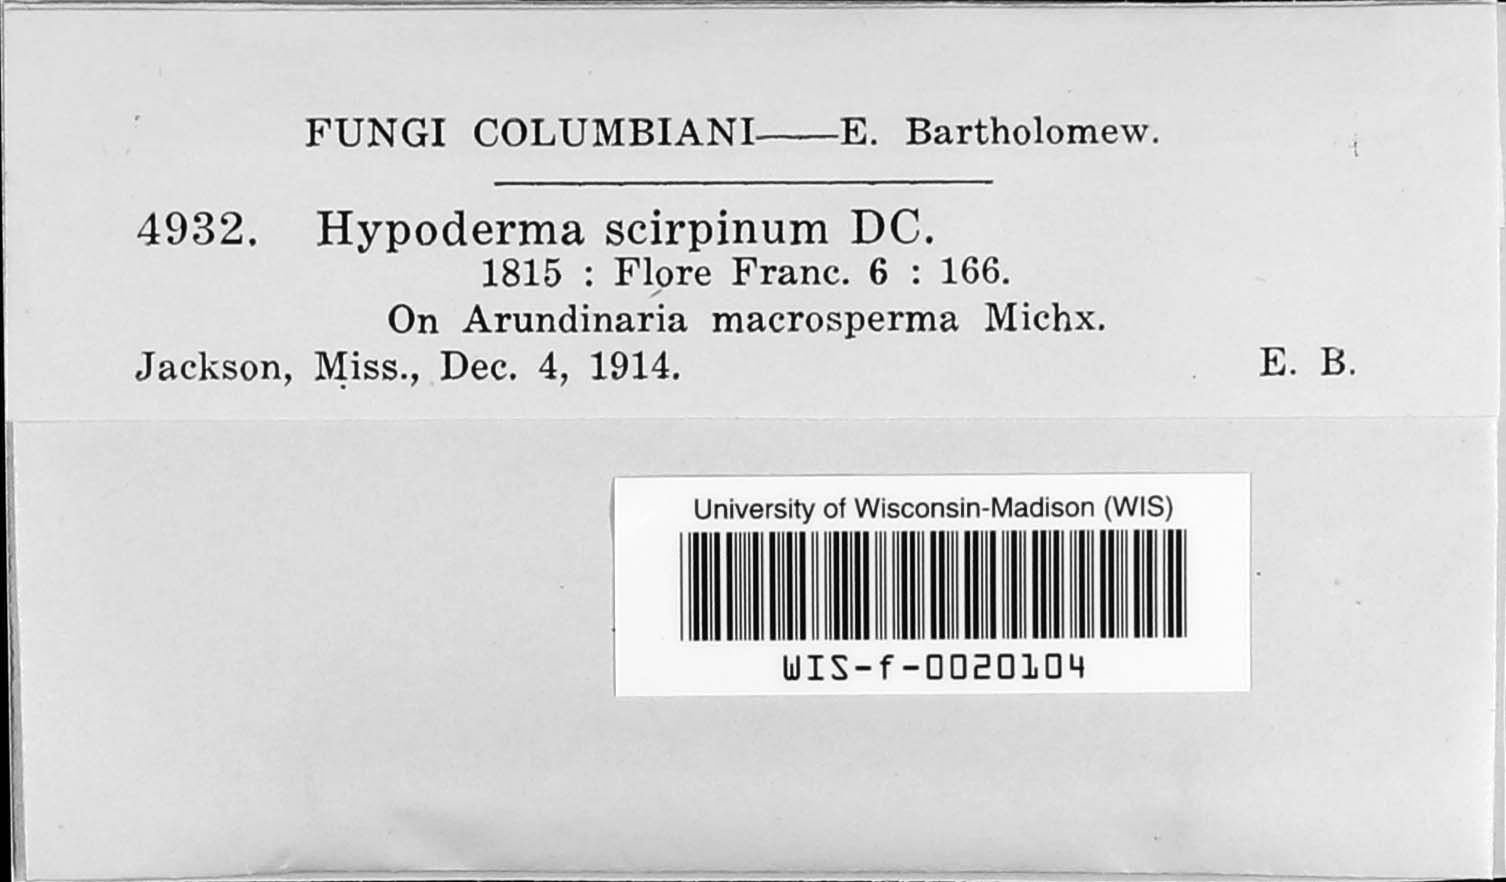 FUNGI COLUMBIANI——E. Bartholomew.
4932. Hypoderma scirpinum DC.
1815 : Flore Franc. 6 : 166.
On Arundinaria macrosperma Michx.
Jackson, Miss., Dec. 4, 1914. E. B.
University of Wisconsin-Madison (WIS)
WIS-f-0020104